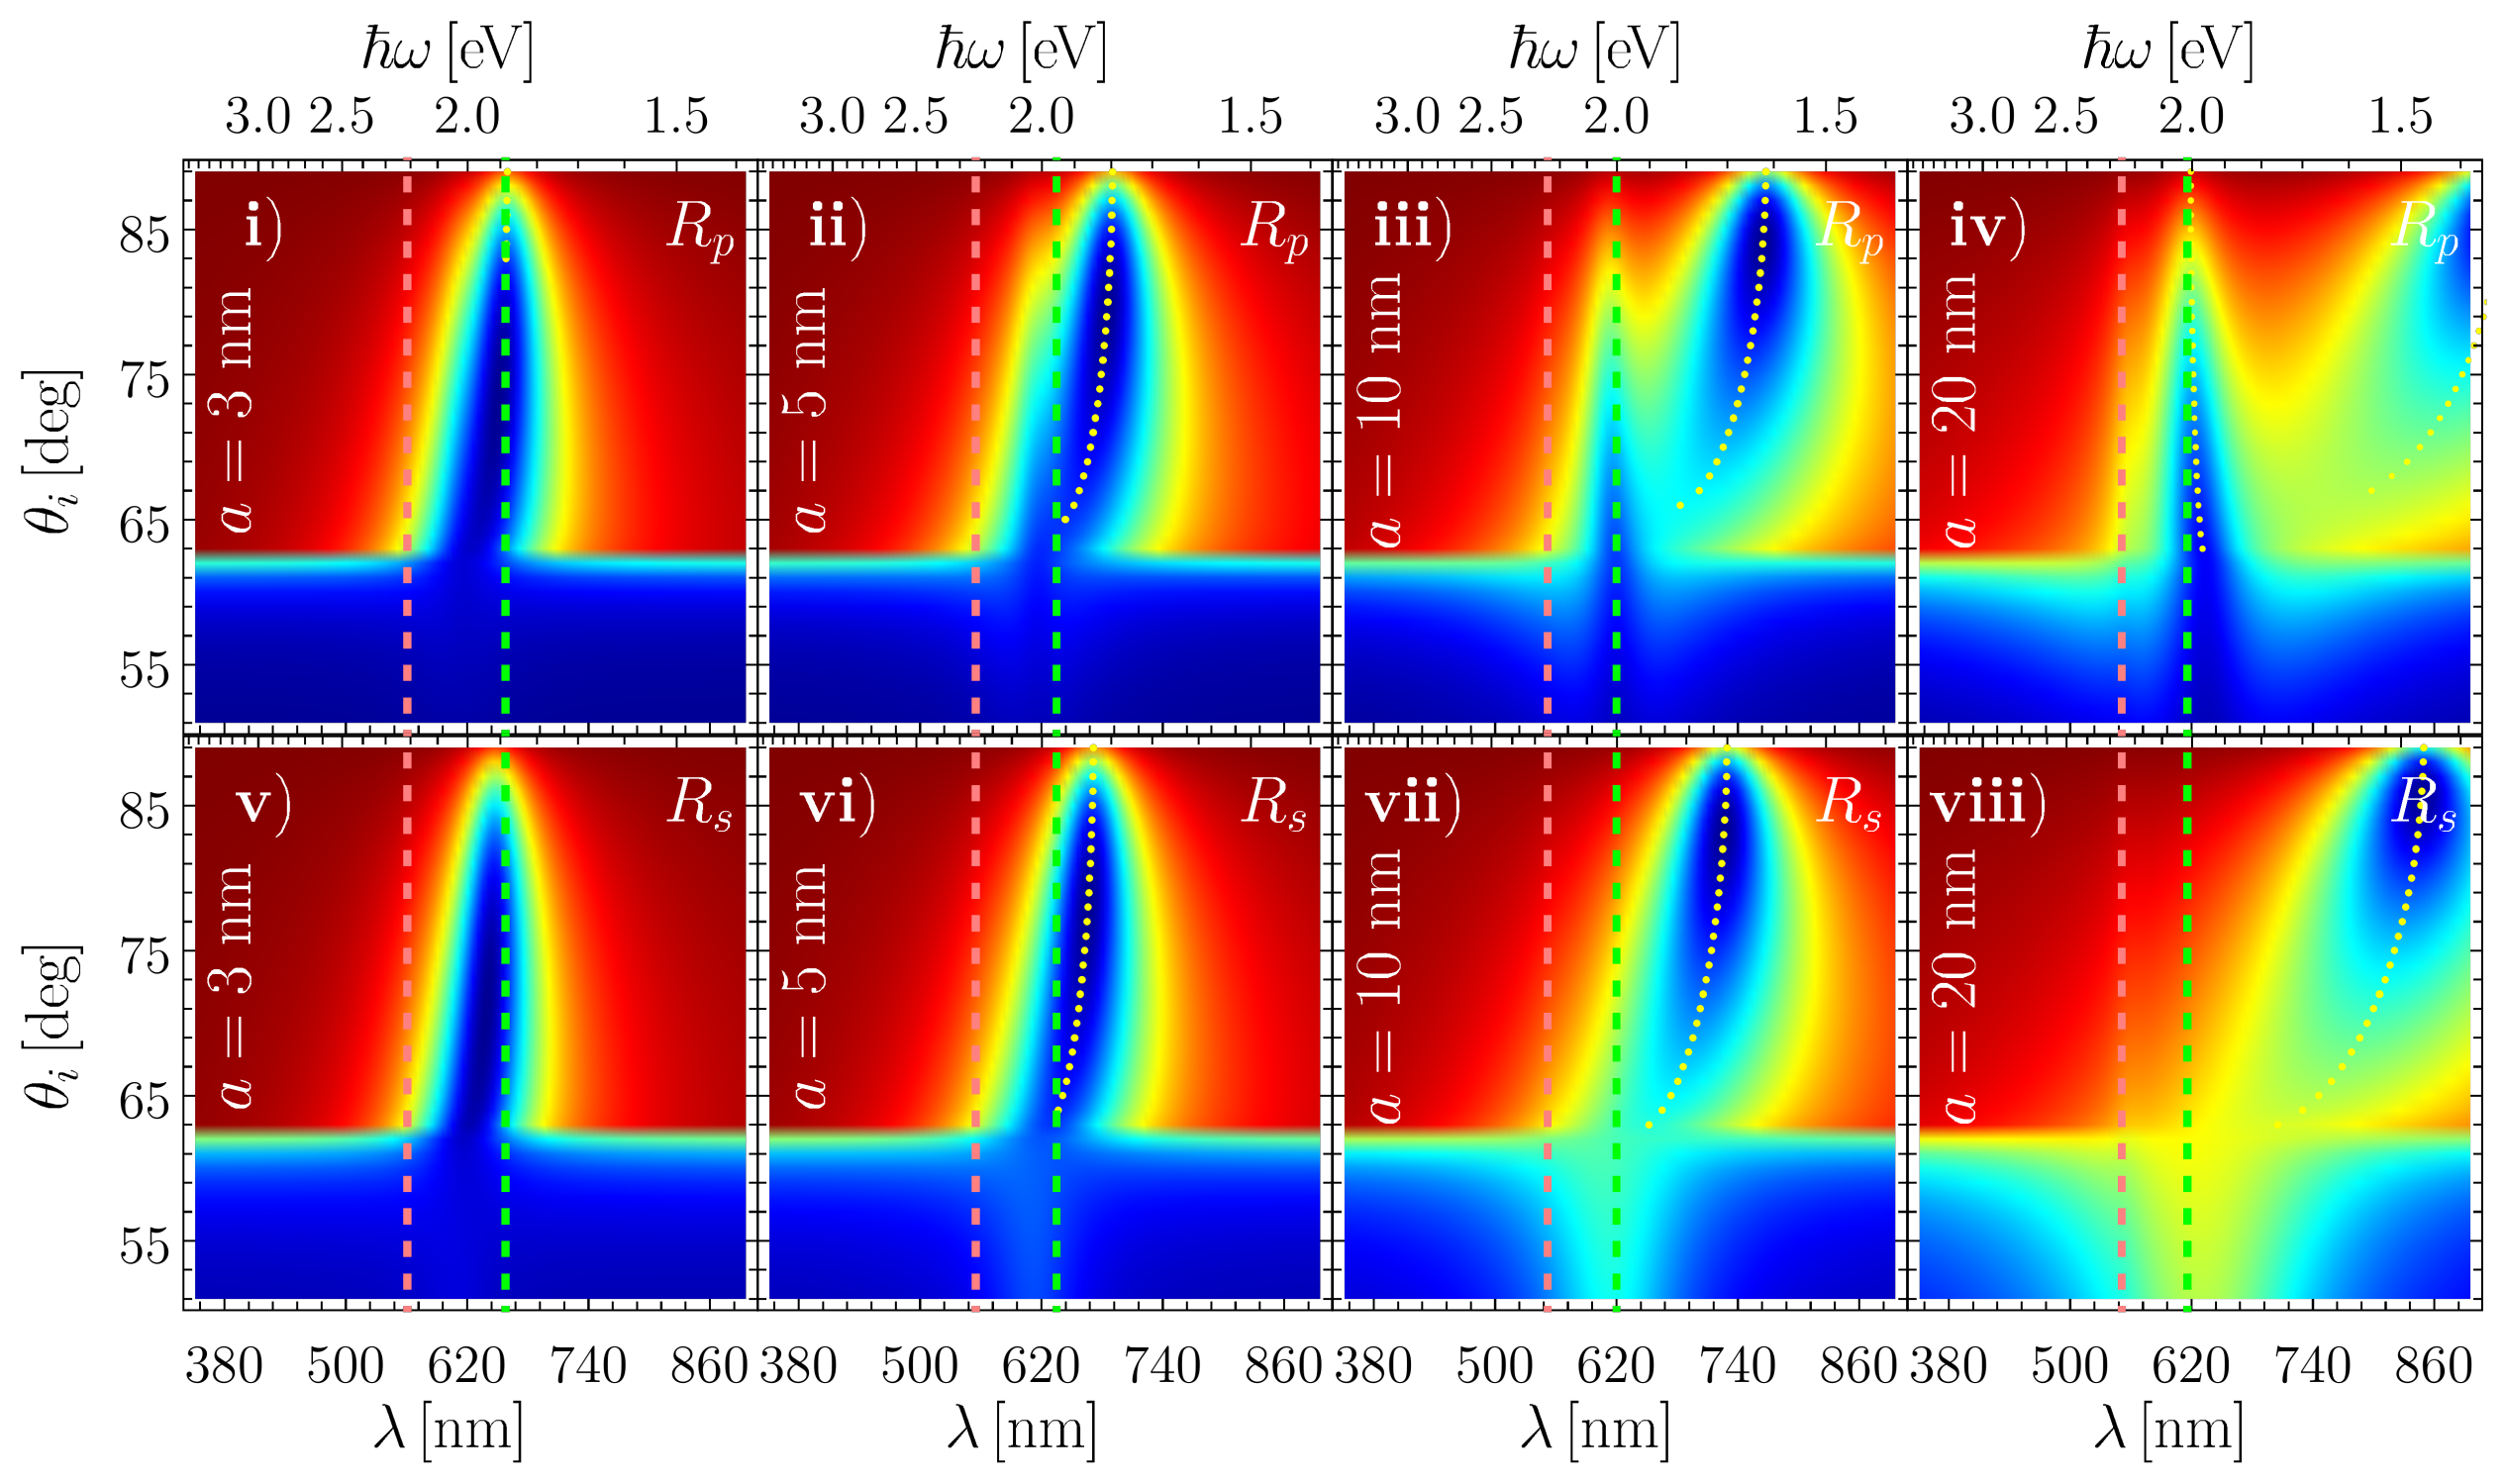 ℏω [eV] ℏω [eV] ℏω [eV] ℏω [eV]
3.0 2.5 2.0 1.5 3.0 2.5 2.0 1.5 3.0 2.5 2.0 1.5 3.0 2.5 2.0 1.5
i) R_p ii) R_p iii) R_p iv) R_p
a = 3 nm a = 5 nm a = 10 nm a = 20 nm
θ_i [deg]
85
75
65
55
v) R_s vi) R_s vii) R_s viii) R_s
a = 3 nm a = 5 nm a = 10 nm a = 20 nm
θ_i [deg]
85
75
65
55
380 500 620 740 860 380 500 620 740 860 380 500 620 740 860 380 500 620 740 860
λ [nm] λ [nm] λ [nm] λ [nm]